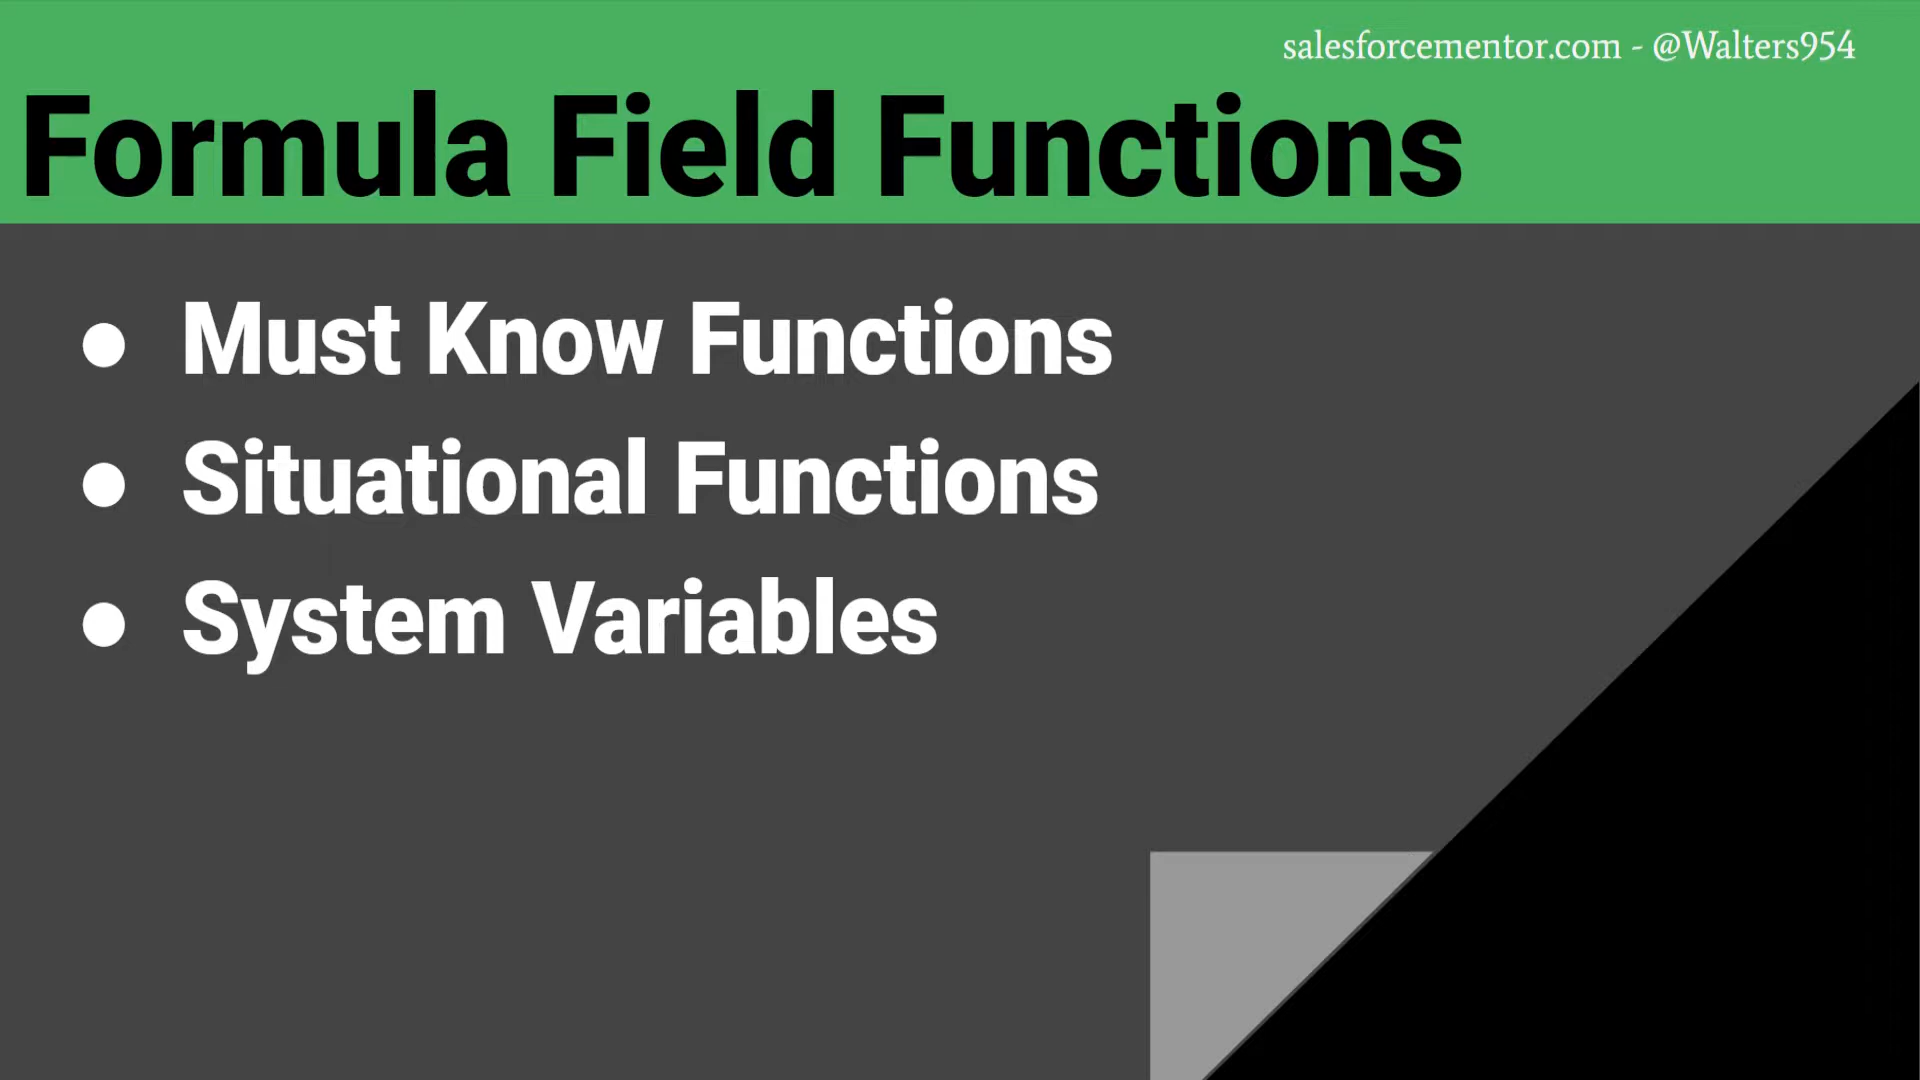 salesforcementor.com - @Walters954
Formula Field Functions
● Must Know Functions
● Situational Functions
● System Variables